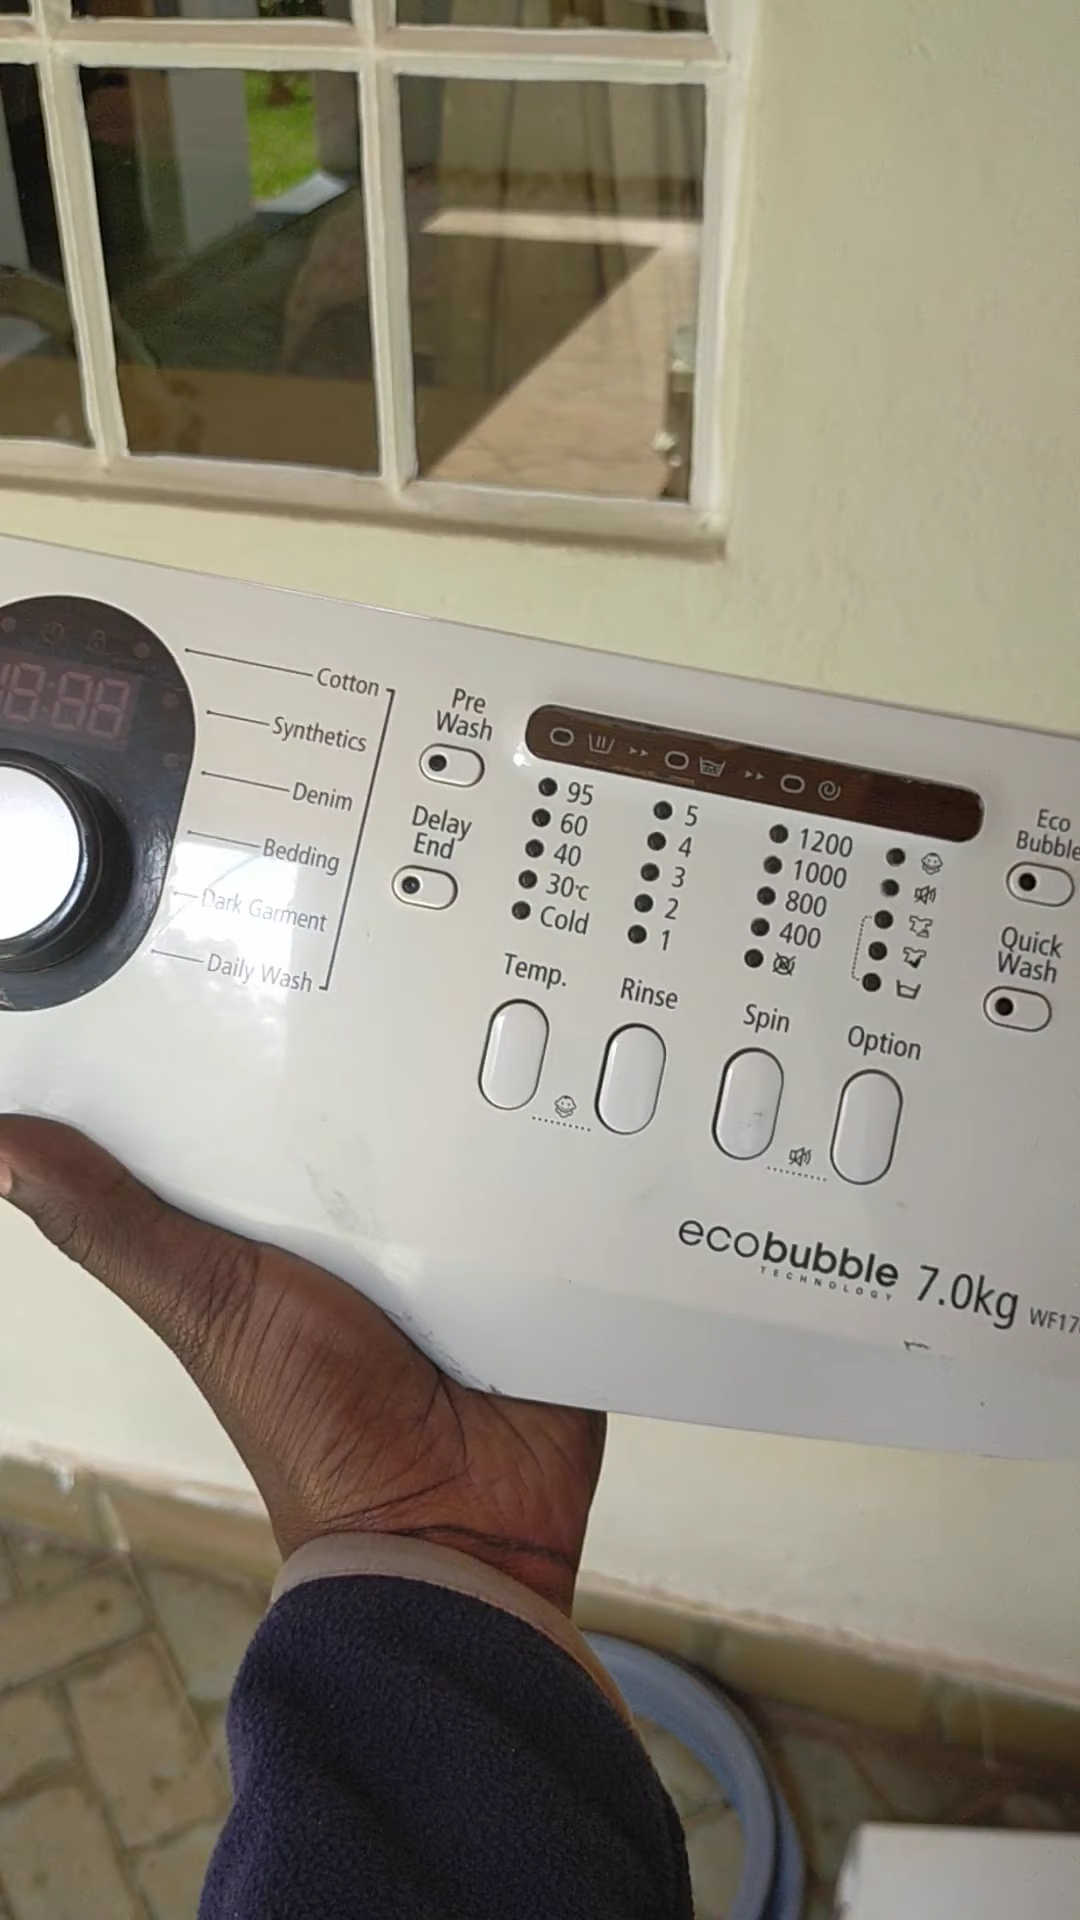 Cotton
Synthetics
Denim
Bedding
Dark Garment
Daily Wash
Pre
Wash
Delay
End
95
60
40
30°c
Cold
Temp.
5
4
3
2
1
Rinse
1200
1000
800
400
Spin
Option
Eco
Bubble
Quick
Wash
ecobubble 7.0kg WF17
TECHNOLOGY